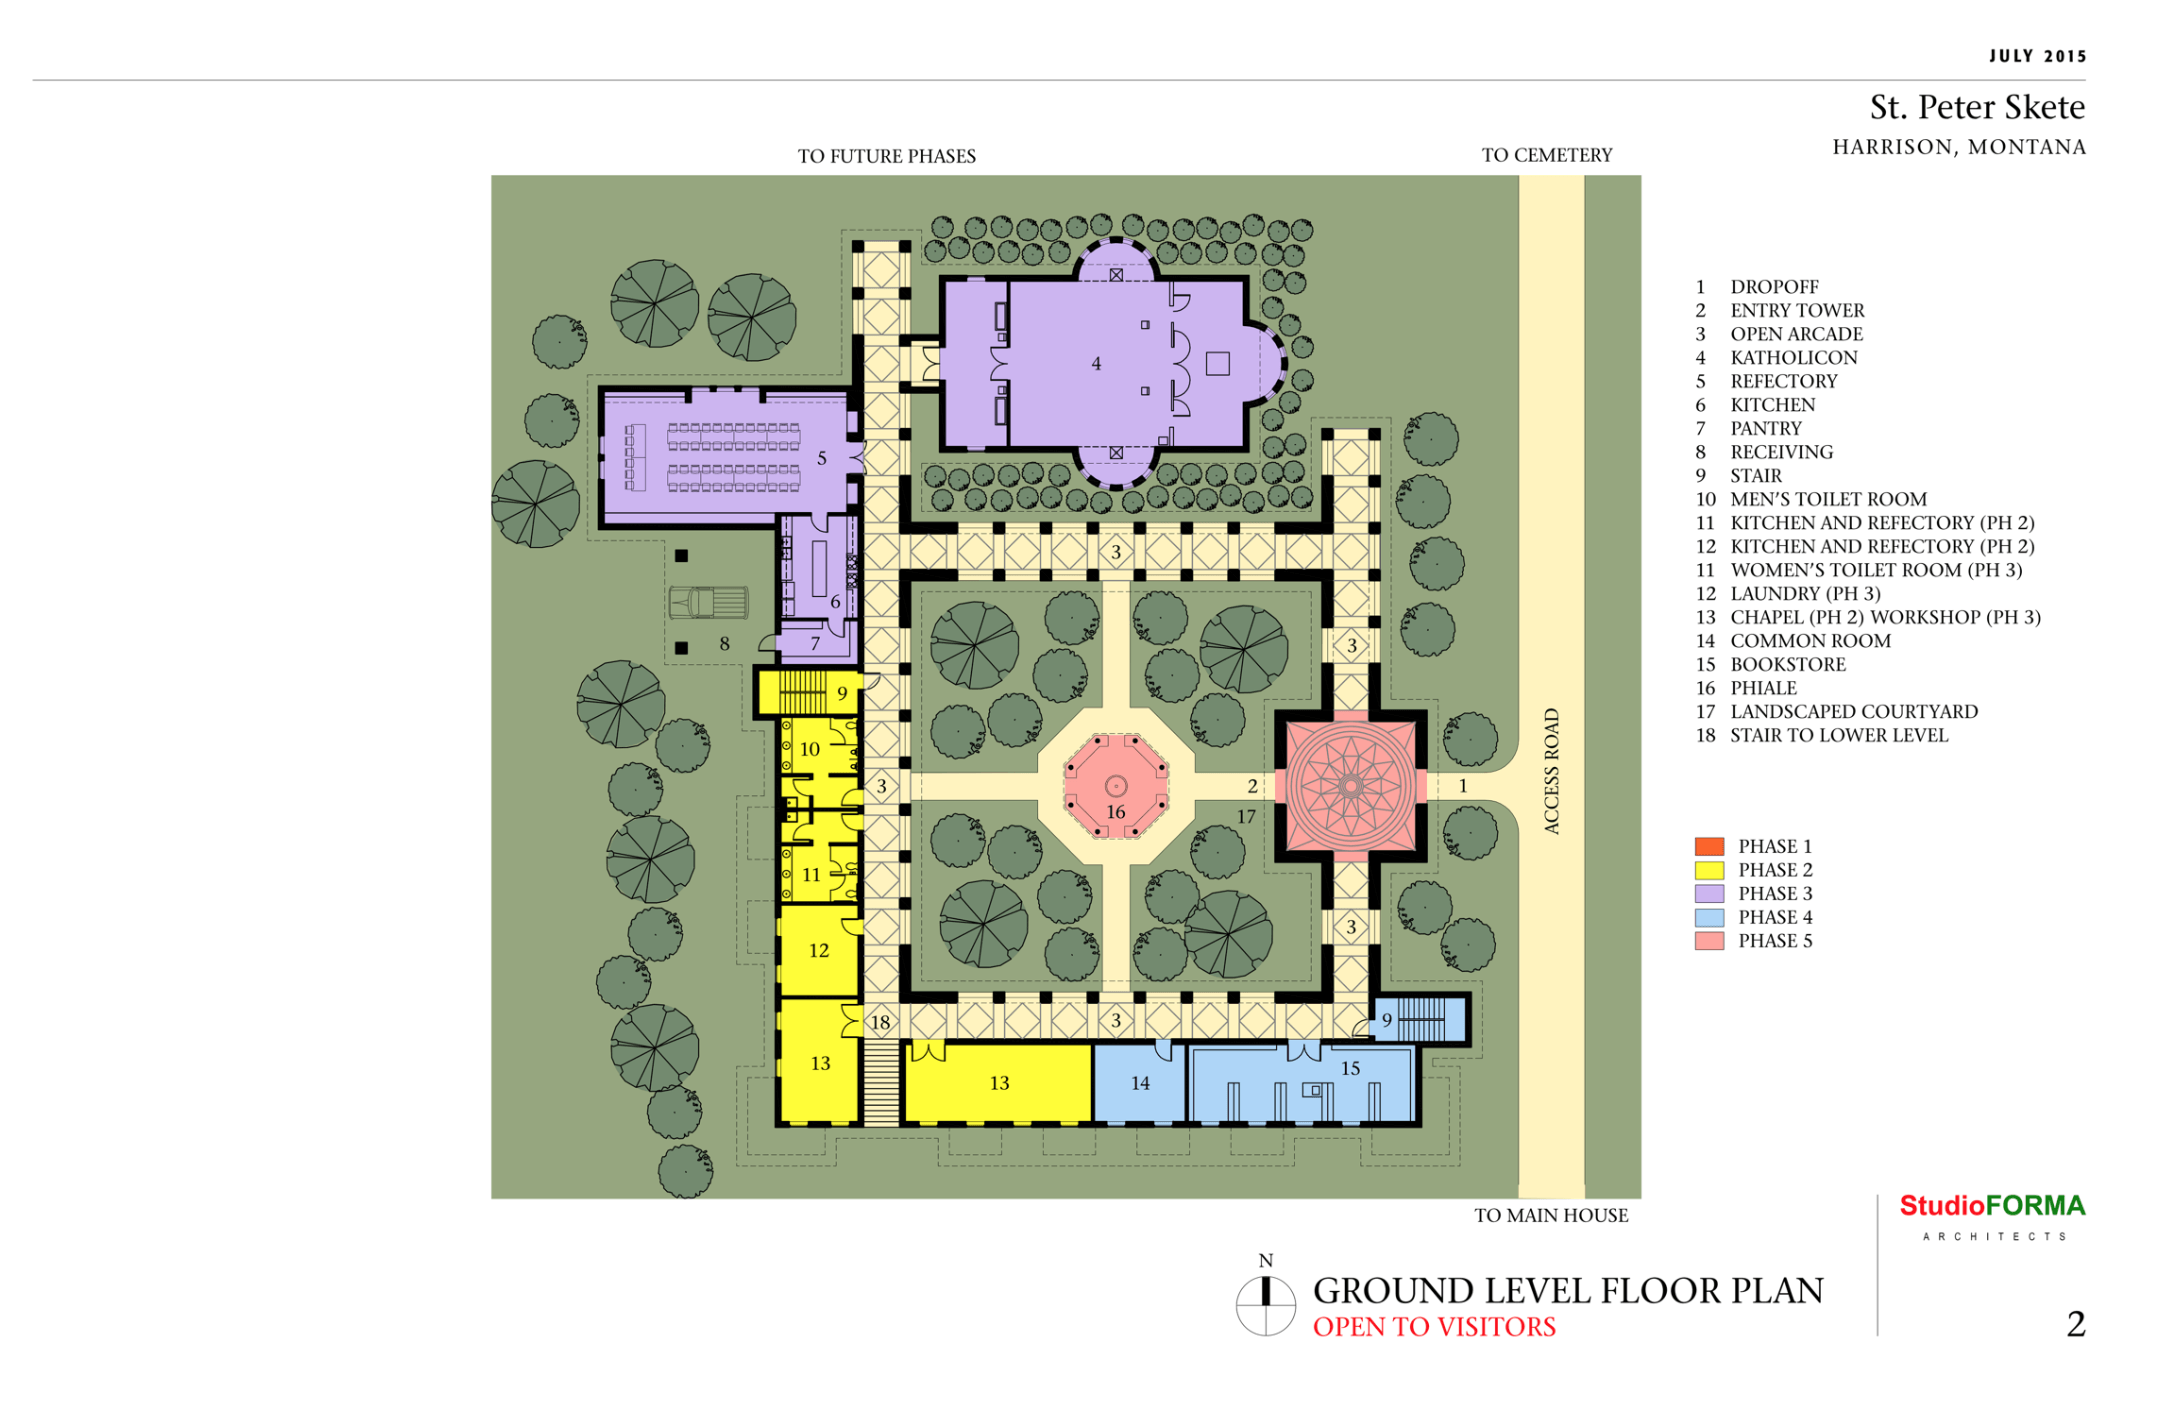 JULY 2015
St. Peter Skete
HARRISON, MONTANA
TO FUTURE PHASES
TO CEMETERY
1 DROPOFF
2 ENTRY TOWER
3 OPEN ARCADE
4 KATHOLICON
5 REFECTORY
6 KITCHEN
7 PANTRY
8 RECEIVING
9 STAIR
10 MEN'S TOILET ROOM
11 KITCHEN AND REFECTORY (PH 2)
12 KITCHEN AND REFECTORY (PH 2)
11 WOMEN'S TOILET ROOM (PH 3)
12 LAUNDRY (PH 3)
13 CHAPEL (PH 2) WORKSHOP (PH 3)
14 COMMON ROOM
15 BOOKSTORE
16 PHIALE
17 LANDSCAPED COURTYARD
18 STAIR TO LOWER LEVEL
PHASE 1
PHASE 2
PHASE 3
PHASE 4
PHASE 5
4
5
3
6
7
8
3
9
10
3
2
1
16
17
11
3
12
18
3
9
13
13
14
15
ACCESS ROAD
TO MAIN HOUSE
StudioFORMA
ARCHITECTS
N
GROUND LEVEL FLOOR PLAN
OPEN TO VISITORS
2